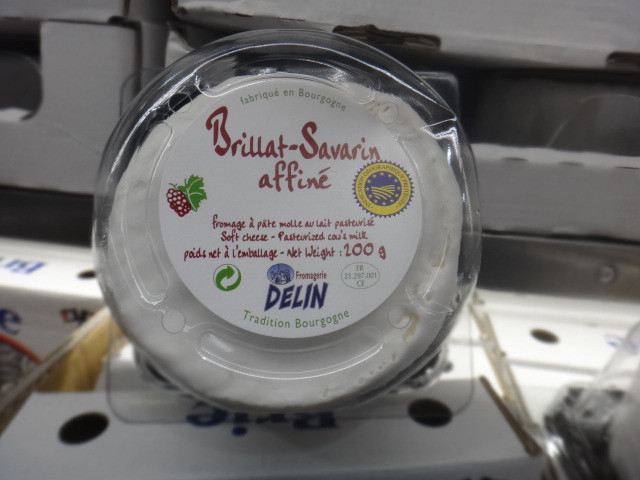 fabriqué en Bourgogne
Brillat-Savarin
affiné
fromage à pâte molle au lait pasteurisé
Soft cheese - Pasteurized cow's milk
poids net à l'emballage - Net Weight : 200 g
Fromagerie
DELIN
FR
21.297.001
CE
Tradition Bourgogne
Brie